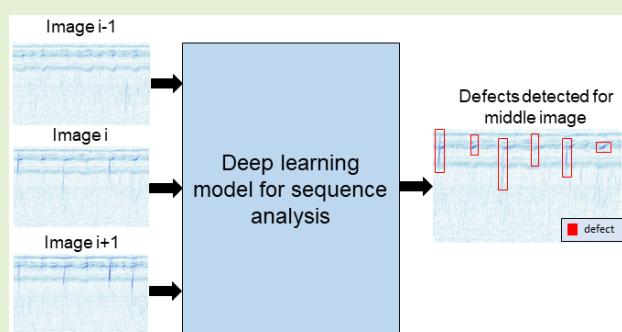 Image i-1
Image i
Image i+1
Deep learning
model for sequence
analysis
Defects detected for
middle image
defect